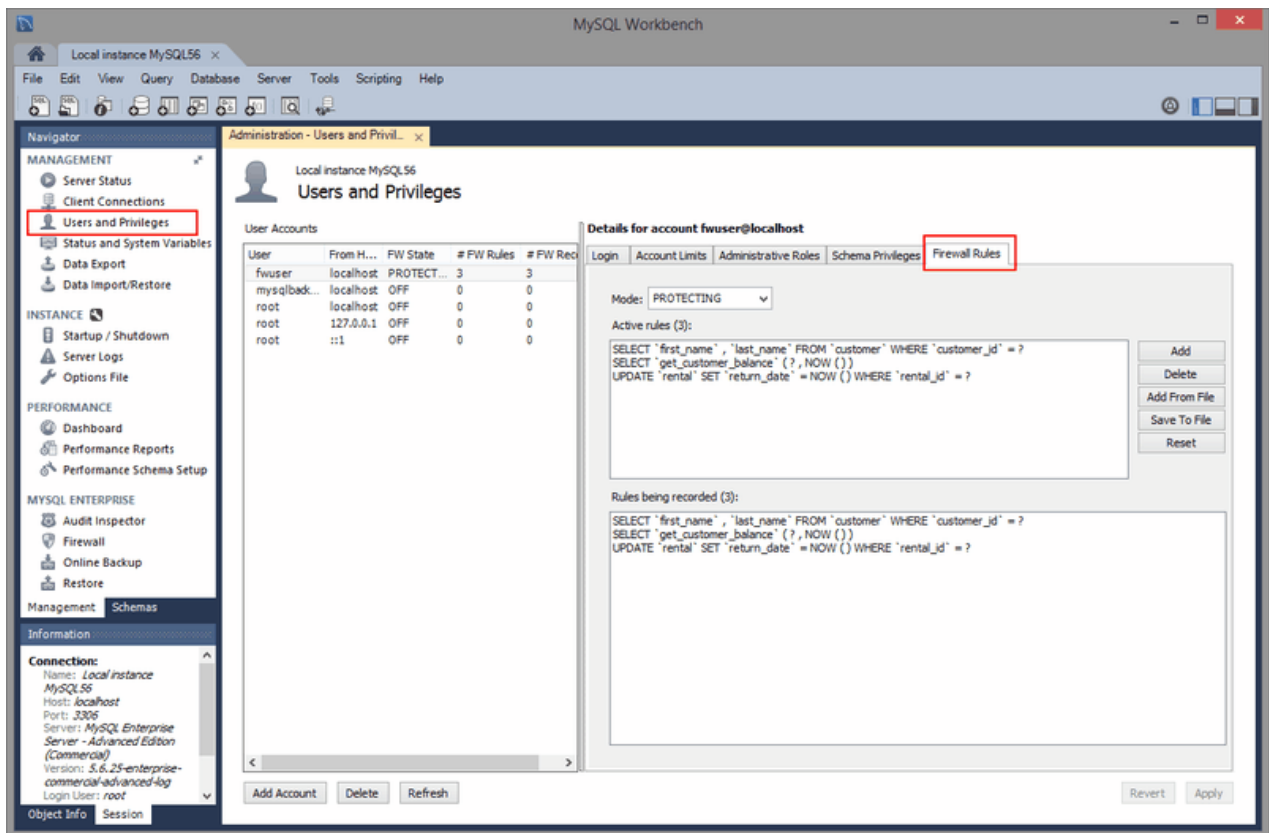 MySQL Workbench
Local instance MySQL56
File Edit View Query Database Server Tools Scripting Help
Navigator
MANAGEMENT
Server Status
Client Connections
Users and Privileges
Status and System Variables
Data Export
Data Import/Restore
INSTANCE
Startup / Shutdown
Server Logs
Options File
PERFORMANCE
Dashboard
Performance Reports
Performance Schema Setup
MYSQL ENTERPRISE
Audit Inspector
Firewall
Online Backup
Restore
Management Schemas
Information
Connection:
Name: Local instance
MySQL56
Host: localhost
Port: 3306
Server: MySQL Enterprise
Server - Advanced Edition
(Commercial)
Version: 5.6.25-enterprise-
commercial-advanced-log
Login User: root
Object Info Session
Administration - Users and Privil...
Local instance MySQL56
Users and Privileges
User Accounts
User From H... FW State # FW Rules # FW Rec
fwuser localhost PROTECT... 3 3
mysqlback... localhost OFF 0 0
root localhost OFF 0 0
root 127.0.0.1 OFF 0 0
root ::1 OFF 0 0
Add Account Delete Refresh
Details for account fwuser@localhost
Login Account Limits Administrative Roles Schema Privileges Firewall Rules
Mode: PROTECTING
Active rules (3):
SELECT `first_name` , `last_name` FROM `customer` WHERE `customer_id` = ?
SELECT `get_customer_balance` ( ? , NOW ( ) )
UPDATE `rental` SET `return_date` = NOW ( ) WHERE `rental_id` = ?
Add
Delete
Add From File
Save To File
Reset
Rules being recorded (3):
SELECT `first_name` , `last_name` FROM `customer` WHERE `customer_id` = ?
SELECT `get_customer_balance` ( ? , NOW ( ) )
UPDATE `rental` SET `return_date` = NOW ( ) WHERE `rental_id` = ?
Revert Apply